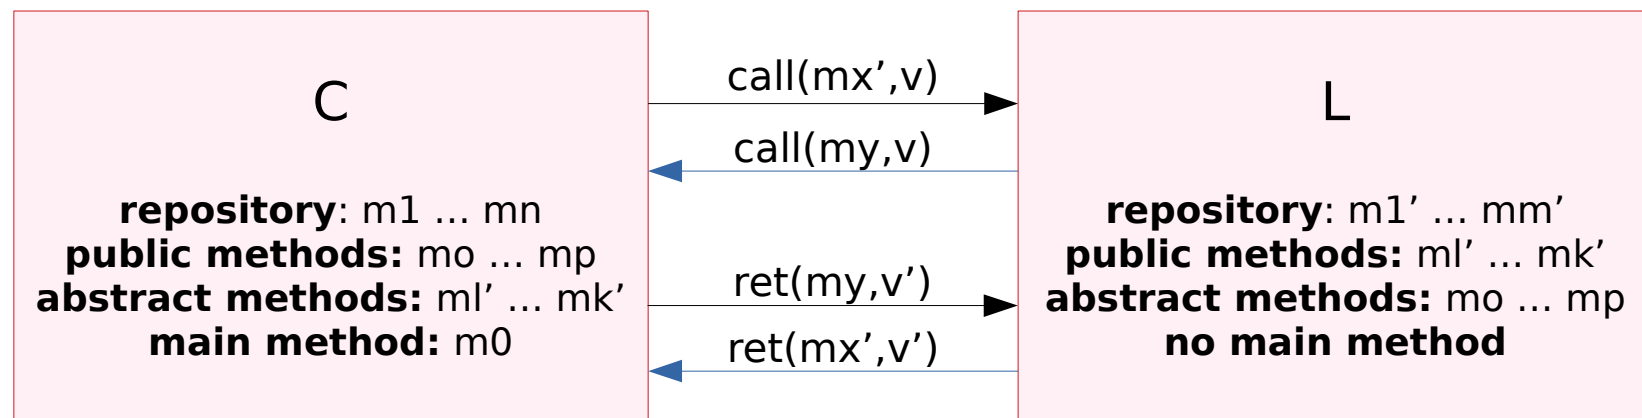 C
repository: m1 ... mn
public methods: mo ... mp
abstract methods: ml’ ... mk’
main method: m0
call(mx’,v)
call(my,v)
ret(my,v’)
ret(mx’,v’)
L
repository: m1’ ... mm’
public methods: ml’ ... mk’
abstract methods: mo ... mp
no main method